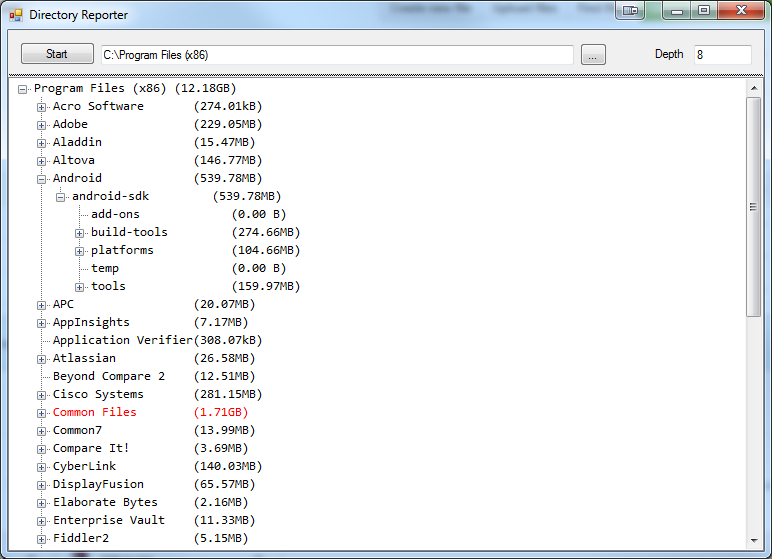 Directory Reporter
Start C:\Program Files (x86) ... Depth 8
Program Files (x86) (12.18GB)
Acro Software (274.01kB)
Adobe (229.05MB)
Aladdin (15.47MB)
Altova (146.77MB)
Android (539.78MB)
android-sdk (539.78MB)
add-ons (0.00 B)
build-tools (274.66MB)
platforms (104.66MB)
temp (0.00 B)
tools (159.97MB)
APC (20.07MB)
AppInsights (7.17MB)
Application Verifier(308.07kB)
Atlassian (26.58MB)
Beyond Compare 2 (12.51MB)
Cisco Systems (281.15MB)
Common Files (1.71GB)
Common7 (13.99MB)
Compare It! (3.69MB)
CyberLink (140.03MB)
DisplayFusion (65.57MB)
Elaborate Bytes (2.16MB)
Enterprise Vault (11.33MB)
Fiddler2 (5.15MB)